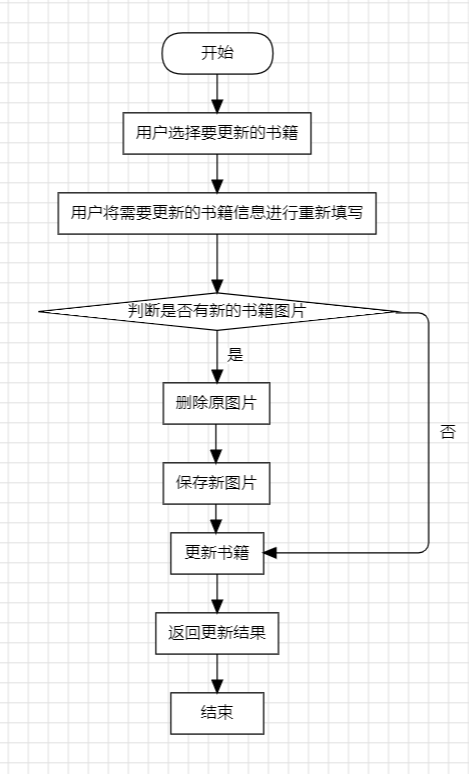 开始
用户选择要更新的书籍
用户将需要更新的书籍信息进行重新填写
判断是否有新的书籍图片
是
删除原图片
否
保存新图片
更新书籍
返回更新结果
结束